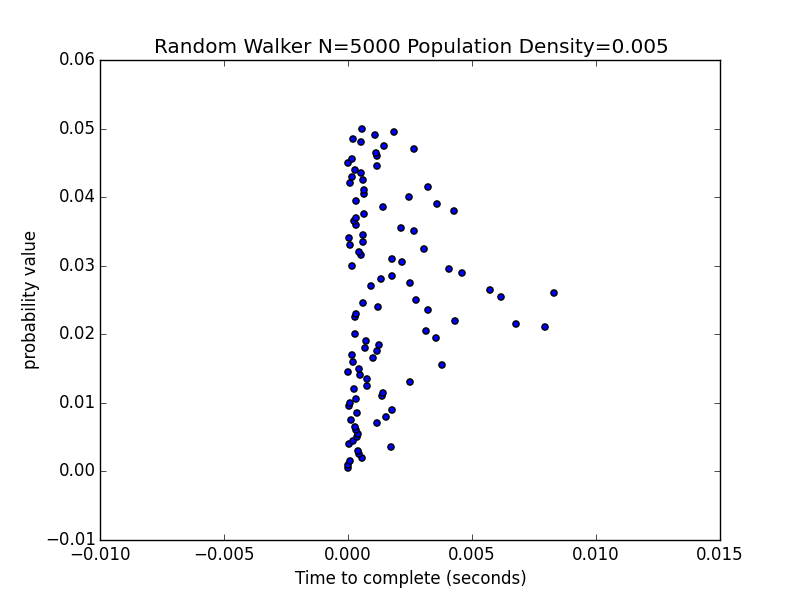 Random Walker N=5000 Population Density=0.005
0.06
0.05
0.04
0.03
0.02
0.01
0.00
−0.01
probability value
−0.010 −0.005 0.000 0.005 0.010 0.015
Time to complete (seconds)